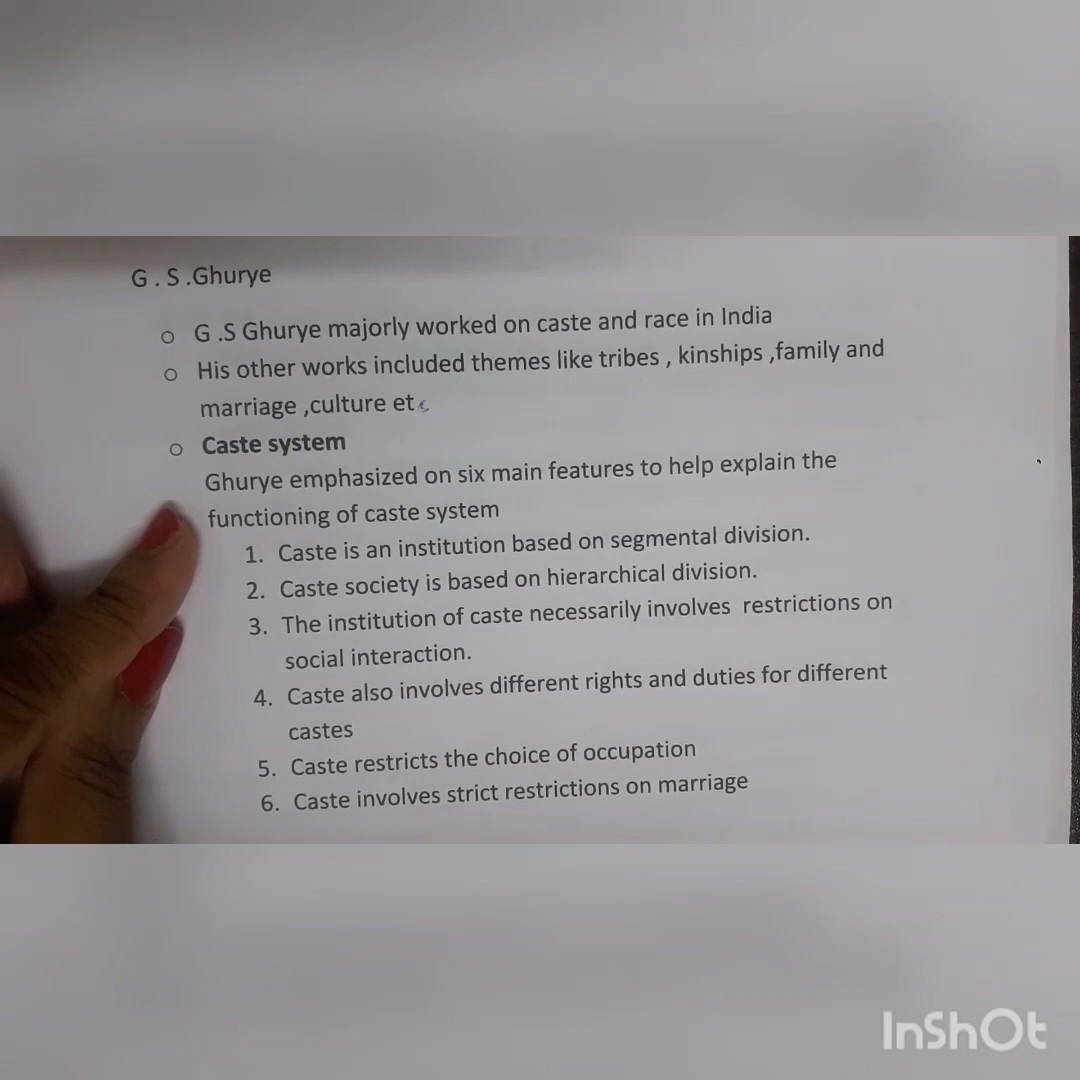 G . S .Ghurye
o G .S Ghurye majorly worked on caste and race in India
o His other works included themes like tribes , kinships ,family and
marriage ,culture etc
o Caste system
Ghurye emphasized on six main features to help explain the
functioning of caste system
1. Caste is an institution based on segmental division.
2. Caste society is based on hierarchical division.
3. The institution of caste necessarily involves restrictions on
social interaction.
4. Caste also involves different rights and duties for different
castes
5. Caste restricts the choice of occupation
6. Caste involves strict restrictions on marriage
InShOt